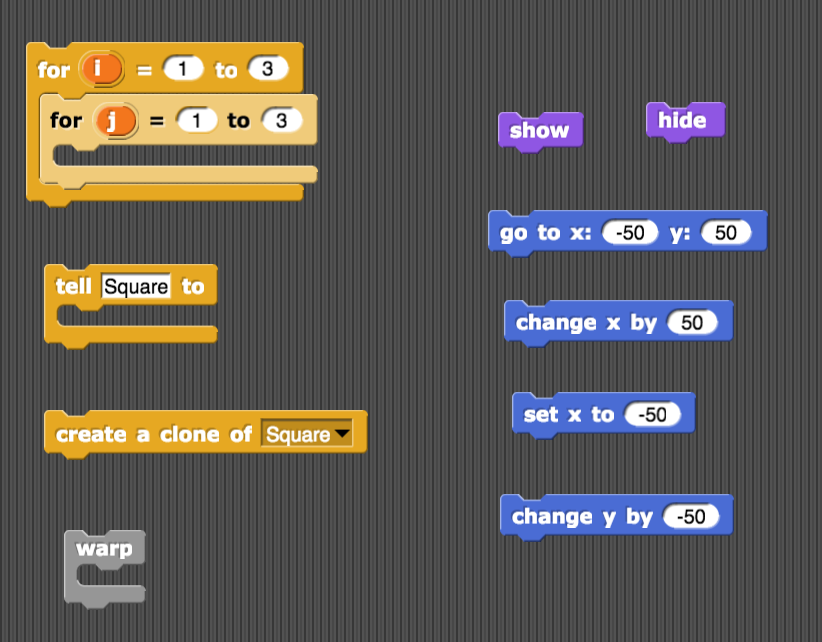 for i = 1 to 3
for j = 1 to 3
show
hide
go to x: -50 y: 50
tell Square to
change x by 50
set x to -50
create a clone of Square
change y by -50
warp